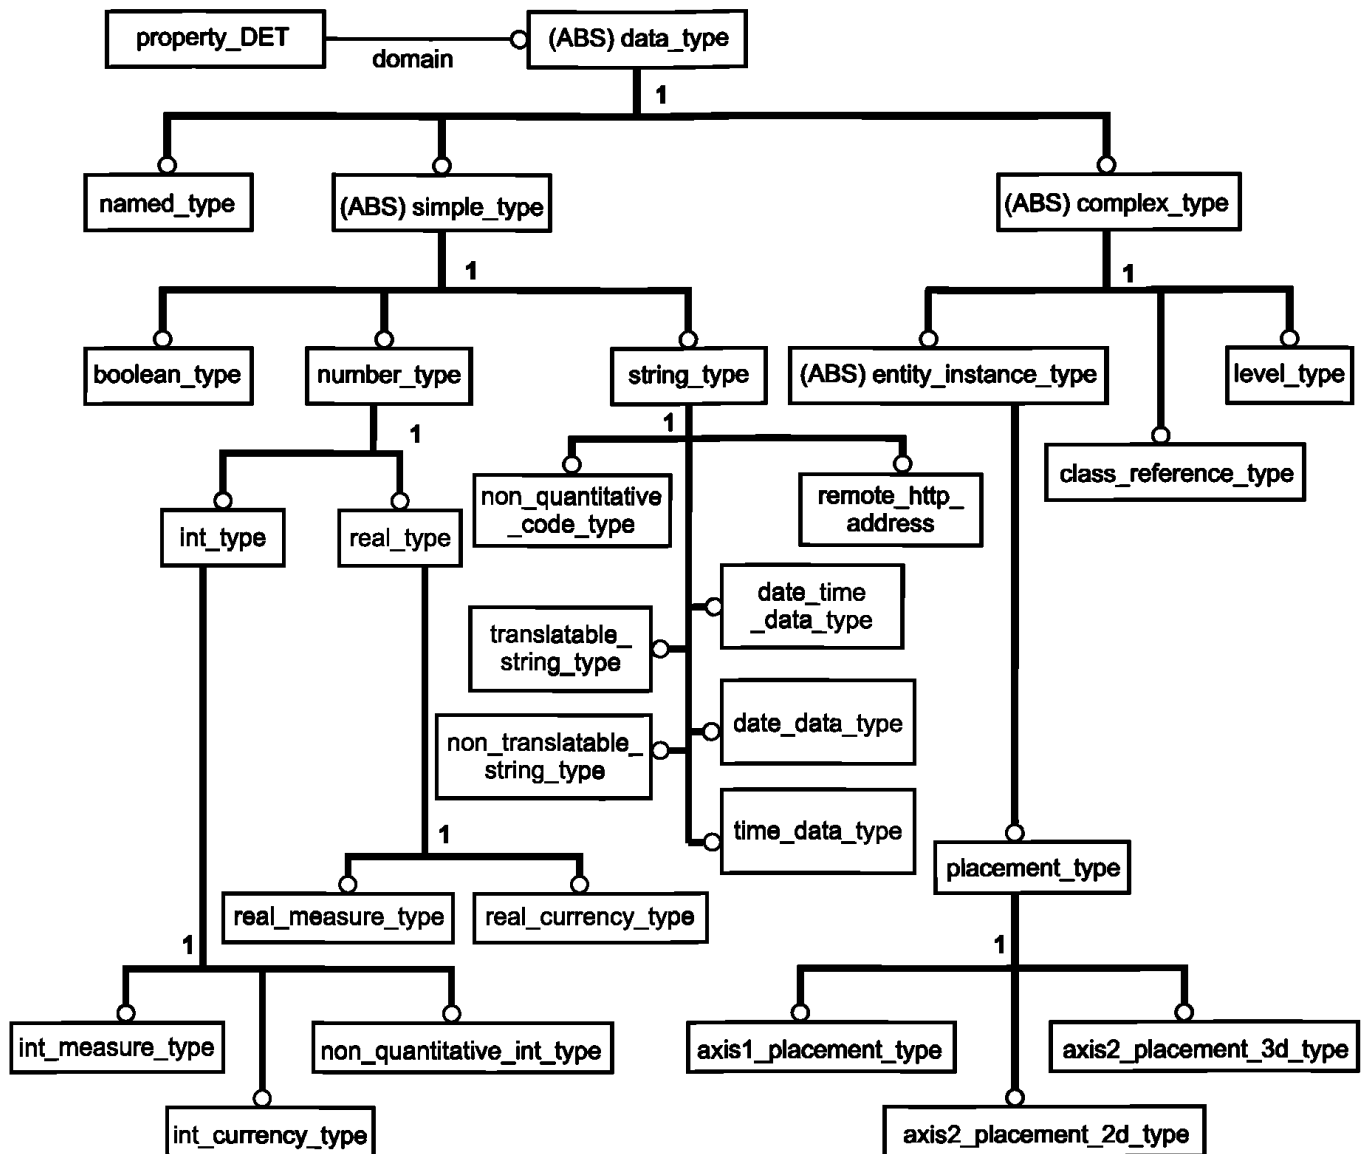 property_DET
domain
(ABS) data_type
1
named_type
(ABS) simple_type
(ABS) complex_type
1
1
boolean_type
number_type
string_type
(ABS) entity_instance_type
level_type
1
1
class_reference_type
non_quantitative
_code_type
remote_http_
address
int_type
real_type
date_time
_data_type
translatable_
string_type
date_data_type
non_translatable_
string_type
time_data_type
1
placement_type
real_measure_type
real_currency_type
1
1
int_measure_type
non_quantitative_int_type
axis1_placement_type
axis2_placement_3d_type
int_currency_type
axis2_placement_2d_type